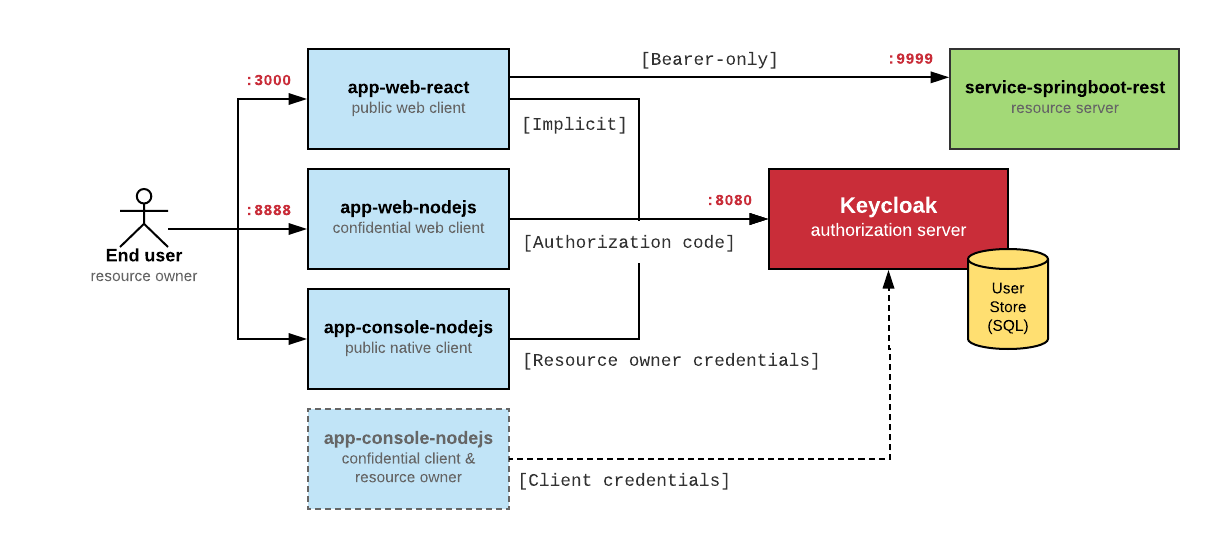 [Bearer-only]
:9999
:3000
app-web-react
public web client
service-springboot-rest
resource server
[Implicit]
:8888
app-web-nodejs
confidential web client
:8080
Keycloak
authorization server
[Authorization code]
End user
resource owner
User
Store
(SQL)
app-console-nodejs
public native client
[Resource owner credentials]
app-console-nodejs
confidential client &
resource owner
[Client credentials]